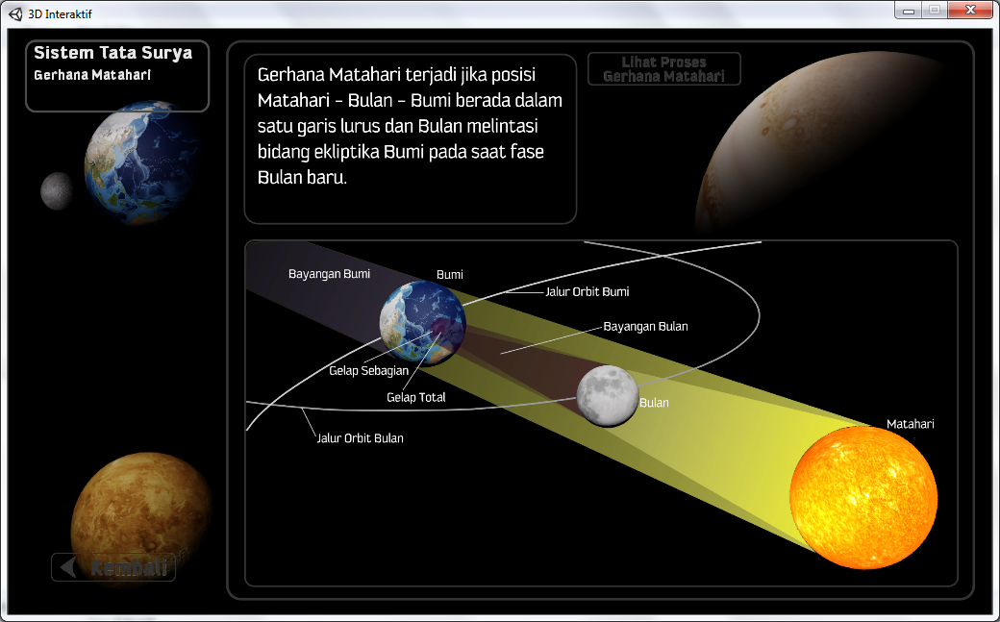 3D Interaktif
Sistem Tata Surya
Gerhana Matahari
Gerhana Matahari terjadi jika posisi
Matahari - Bulan - Bumi berada dalam
satu garis lurus dan Bulan melintasi
bidang ekliptika Bumi pada saat fase
Bulan baru.
Lihat Proses
Gerhana Matahari
Bayangan Bumi
Bumi
Jalur Orbit Bumi
Bayangan Bulan
Gelap Sebagian
Gelap Total
Bulan
Matahari
Jalur Orbit Bulan
Kembali